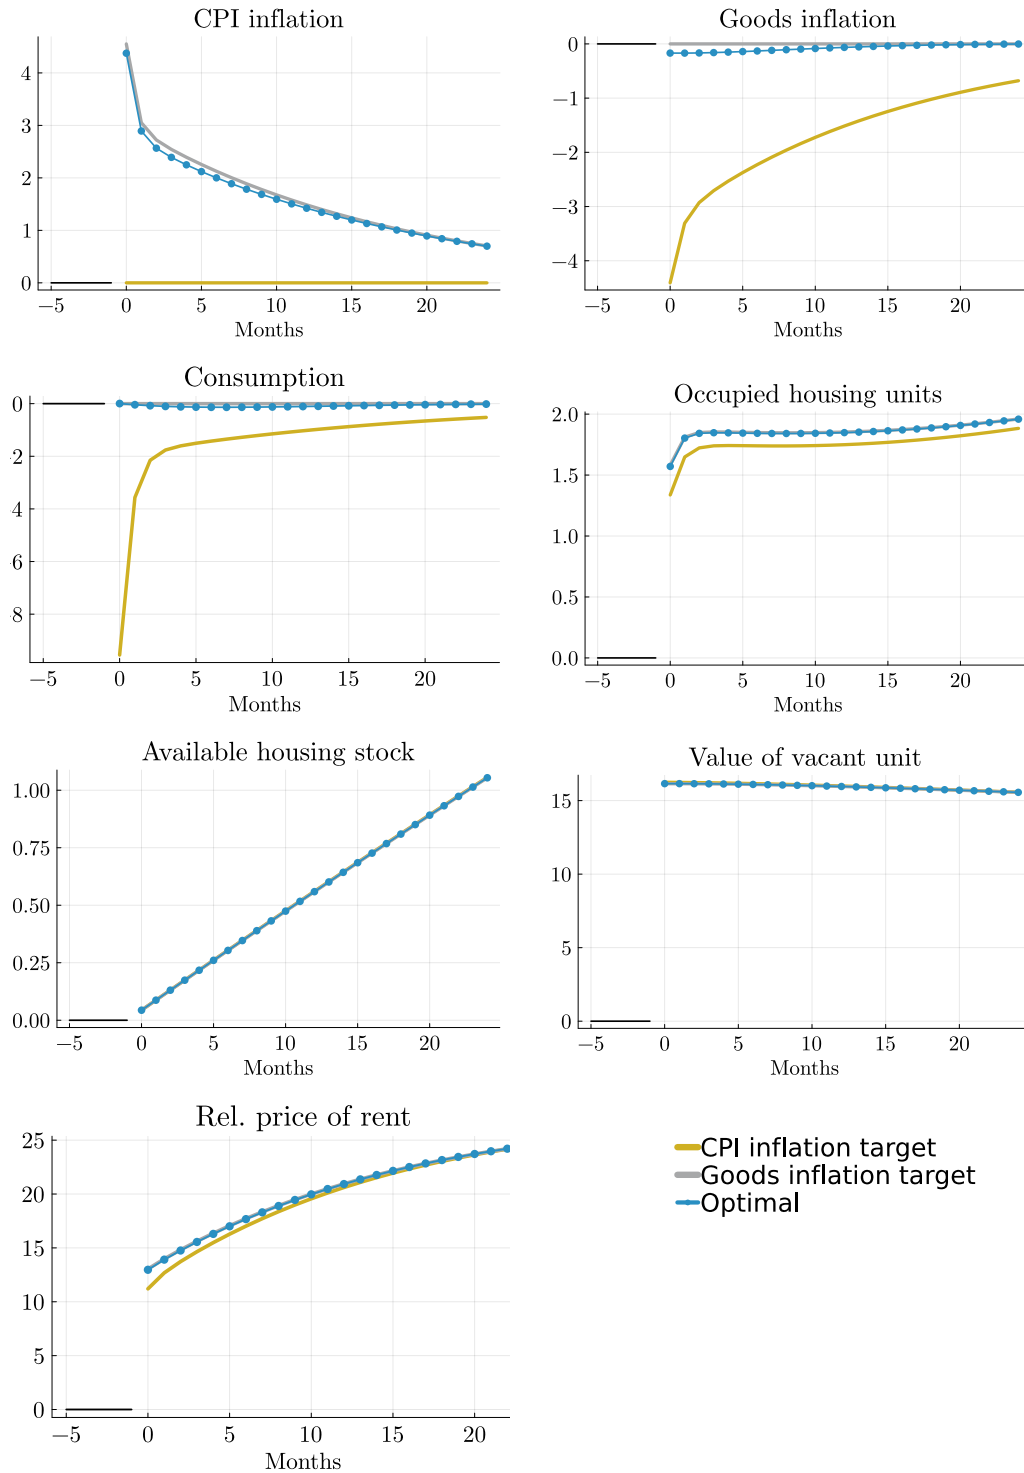 CPI inflation
4
3
2
1
0
−5 0 5 10 15 20
Months
Goods inflation
0
−1
−2
−3
−4
−5 0 5 10 15 20
Months
Consumption
0
2
4
6
8
−5 0 5 10 15 20
Months
Occupied housing units
2.0
1.5
1.0
0.5
0.0
−5 0 5 10 15 20
Months
Available housing stock
1.00
0.75
0.50
0.25
0.00
−5 0 5 10 15 20
Months
Value of vacant unit
15
10
5
0
−5 0 5 10 15 20
Months
Rel. price of rent
25
20
15
10
5
0
−5 0 5 10 15 20
Months
CPI inflation target
Goods inflation target
Optimal